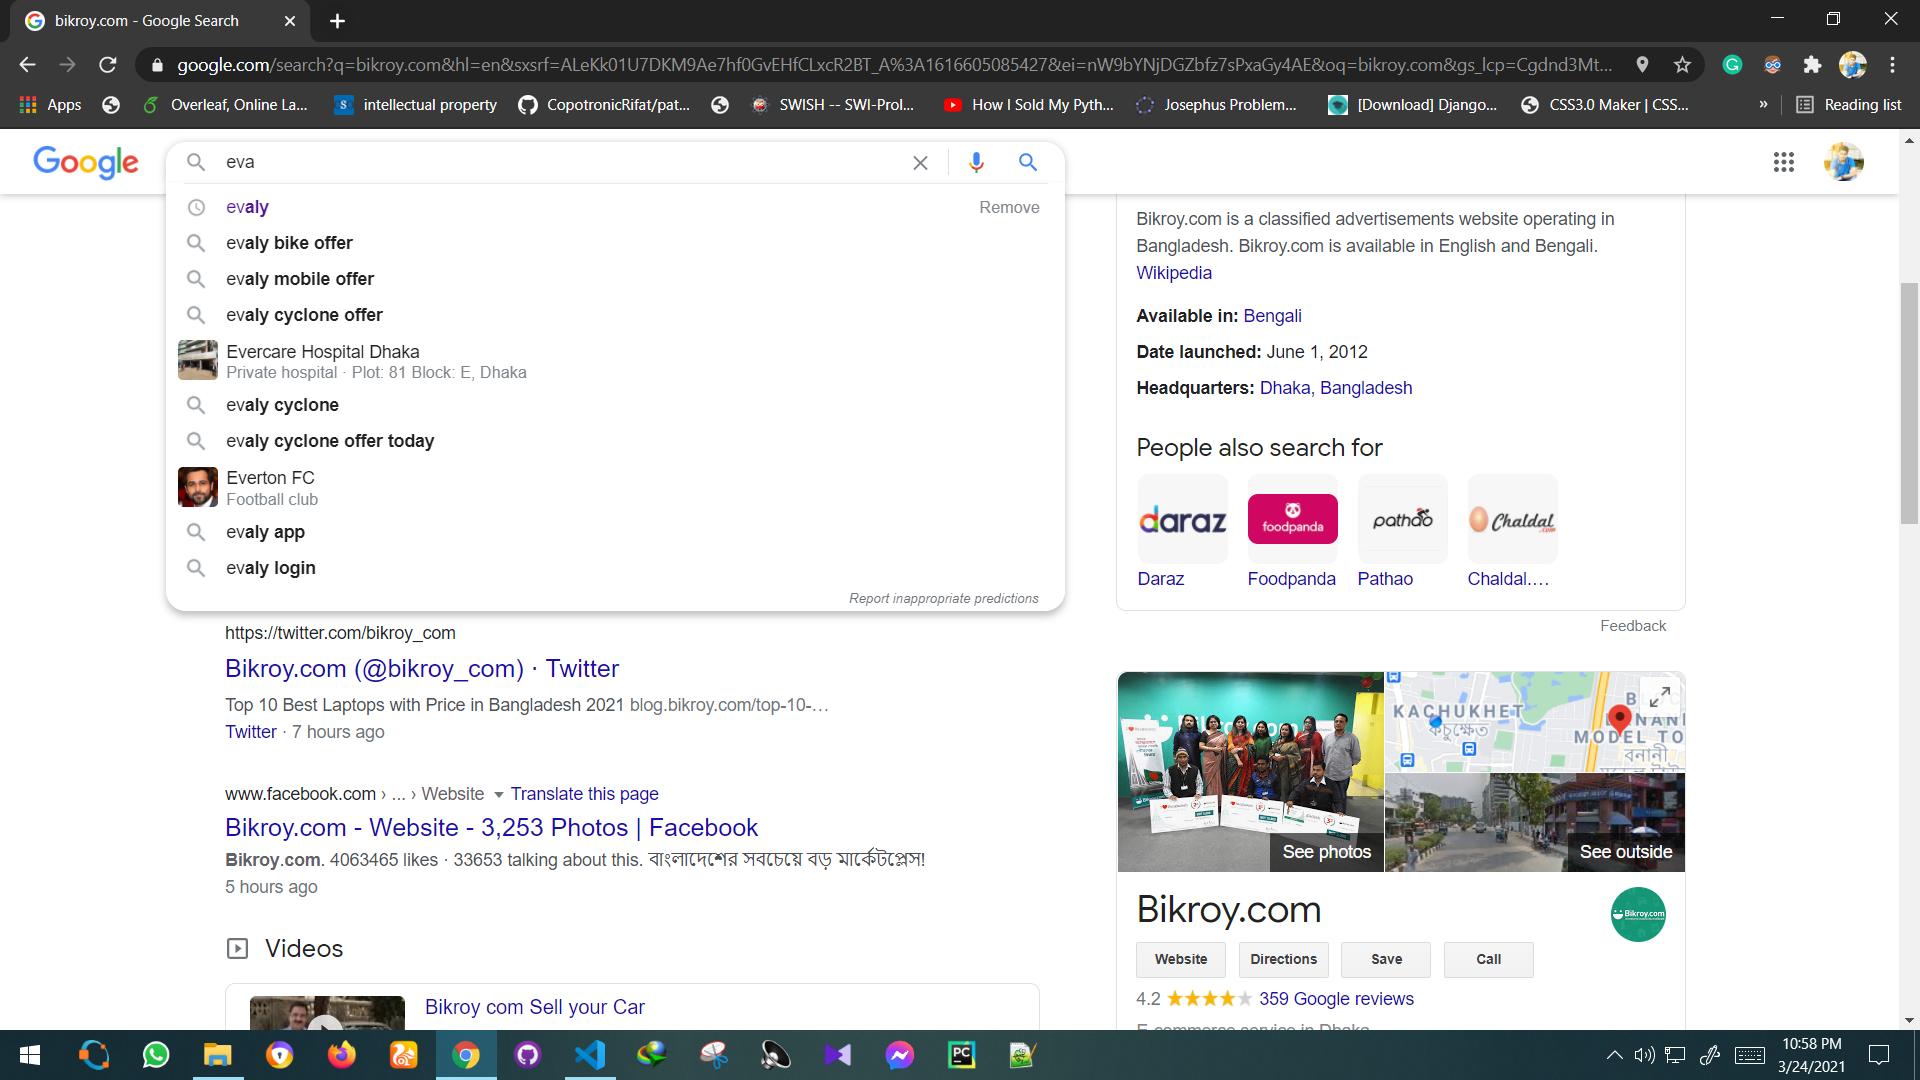 bikroy.com - Google Search
google.com/search?q=bikroy.com&hl=en&sxsrf=ALeKk01U7DKM9Ae7hf0GvEHfCLxcR2BT_A%3A1616605085427&ei=nW9bYNjDGZbfz7sPxaGy4AE&oq=bikroy.com&gs_lcp=Cgdnd3Mt...
Apps
Overleaf, Online La...
intellectual property
CopotronicRifat/pat...
SWISH -- SWI-Prol...
How I Sold My Pyth...
Josephus Problem...
[Download] Django...
CSS3.0 Maker | CSS...
»
Reading list
Google
eva
evaly
Remove
evaly bike offer
evaly mobile offer
evaly cyclone offer
Evercare Hospital Dhaka
Private hospital · Plot: 81 Block: E, Dhaka
evaly cyclone
evaly cyclone offer today
Everton FC
Football club
evaly app
evaly login
Report inappropriate predictions
https://twitter.com/bikroy_com
Bikroy.com (@bikroy_com) · Twitter
Top 10 Best Laptops with Price in Bangladesh 2021 blog.bikroy.com/top-10-…
Twitter · 7 hours ago
www.facebook.com › ... › Website Translate this page
Bikroy.com - Website - 3,253 Photos | Facebook
Bikroy.com. 4063465 likes · 33653 talking about this. বাংলাদেশের সবচেয়ে বড় মার্কেটপ্লেস!
5 hours ago
Videos
Bikroy com Sell your Car
Bikroy.com is a classified advertisements website operating in
Bangladesh. Bikroy.com is available in English and Bengali.
Wikipedia
Available in: Bengali
Date launched: June 1, 2012
Headquarters: Dhaka, Bangladesh
People also search for
daraz
foodpanda
pathao
Chaldal
.com
Daraz
Foodpanda
Pathao
Chaldal....
Feedback
KACHUKHET
কচুক্ষেত
MODEL TO
বনানী
See photos
See outside
Bikroy.com
Bikroy.com
Website
Directions
Save
Call
4.2
359 Google reviews
E-commerce service in Dhaka
10:58 PM
3/24/2021